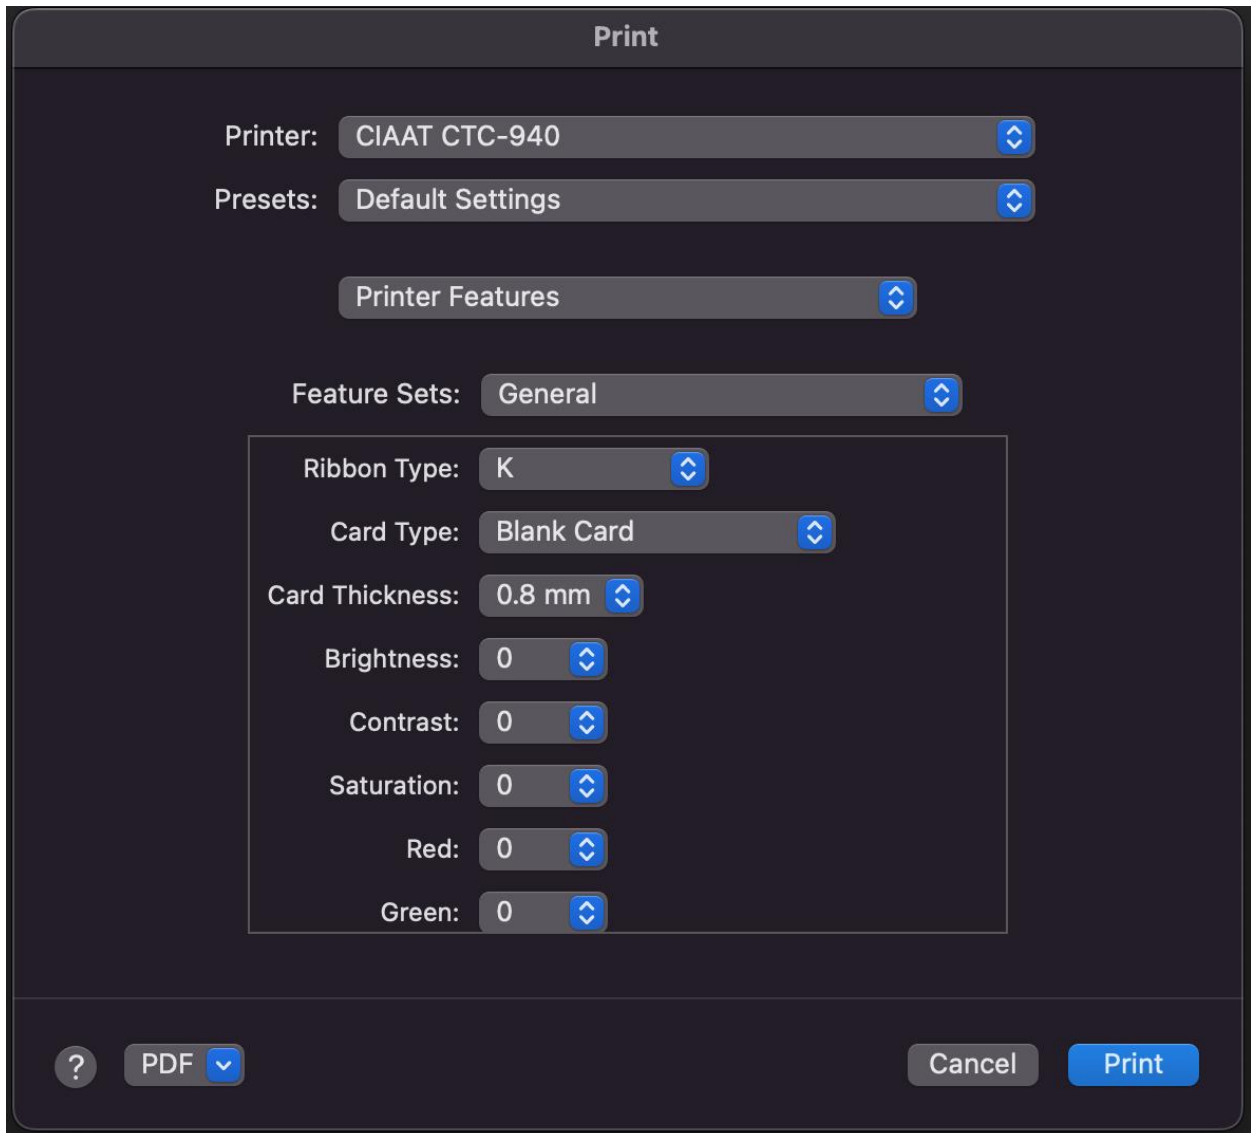 Print
Printer: CIAAT CTC-940
Presets: Default Settings
Printer Features
Feature Sets: General
Ribbon Type: K
Card Type: Blank Card
Card Thickness: 0.8 mm
Brightness: 0
Contrast: 0
Saturation: 0
Red: 0
Green: 0
? PDF Cancel Print